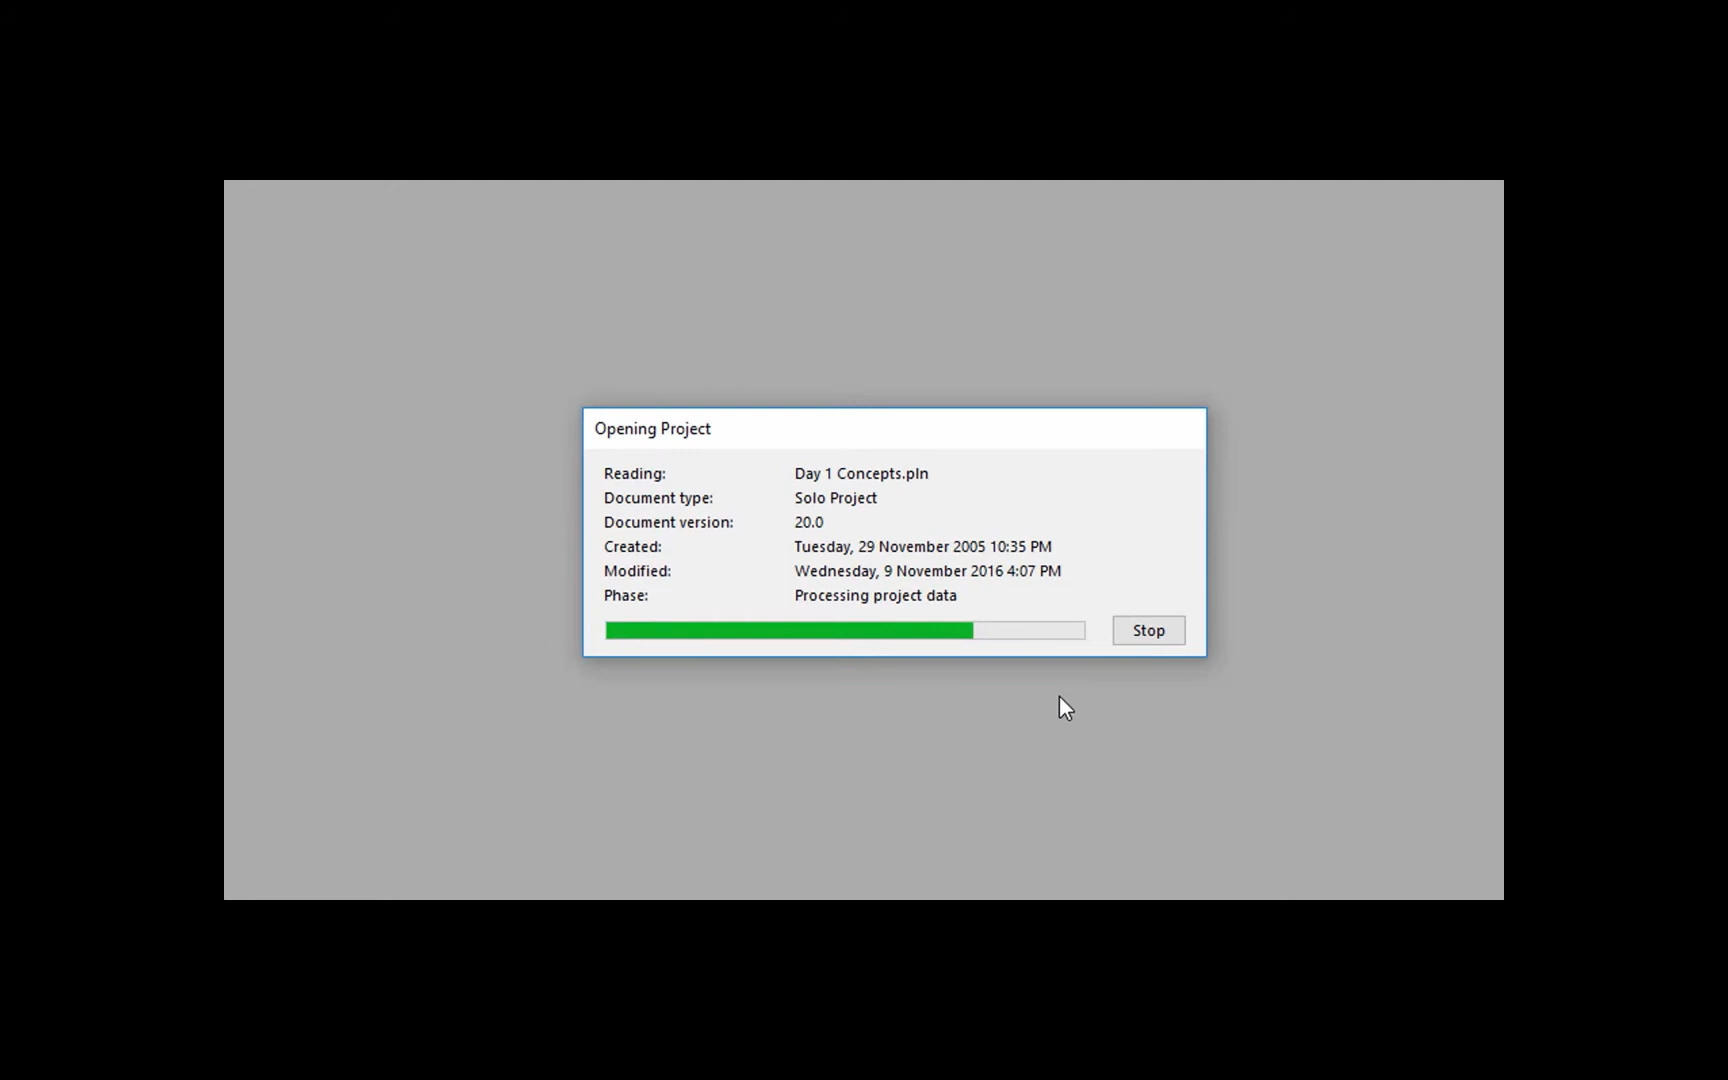 Opening Project
Reading: Day 1 Concepts.pln
Document type: Solo Project
Document version: 20.0
Created: Tuesday, 29 November 2005 10:35 PM
Modified: Wednesday, 9 November 2016 4:07 PM
Phase: Processing project data
Stop